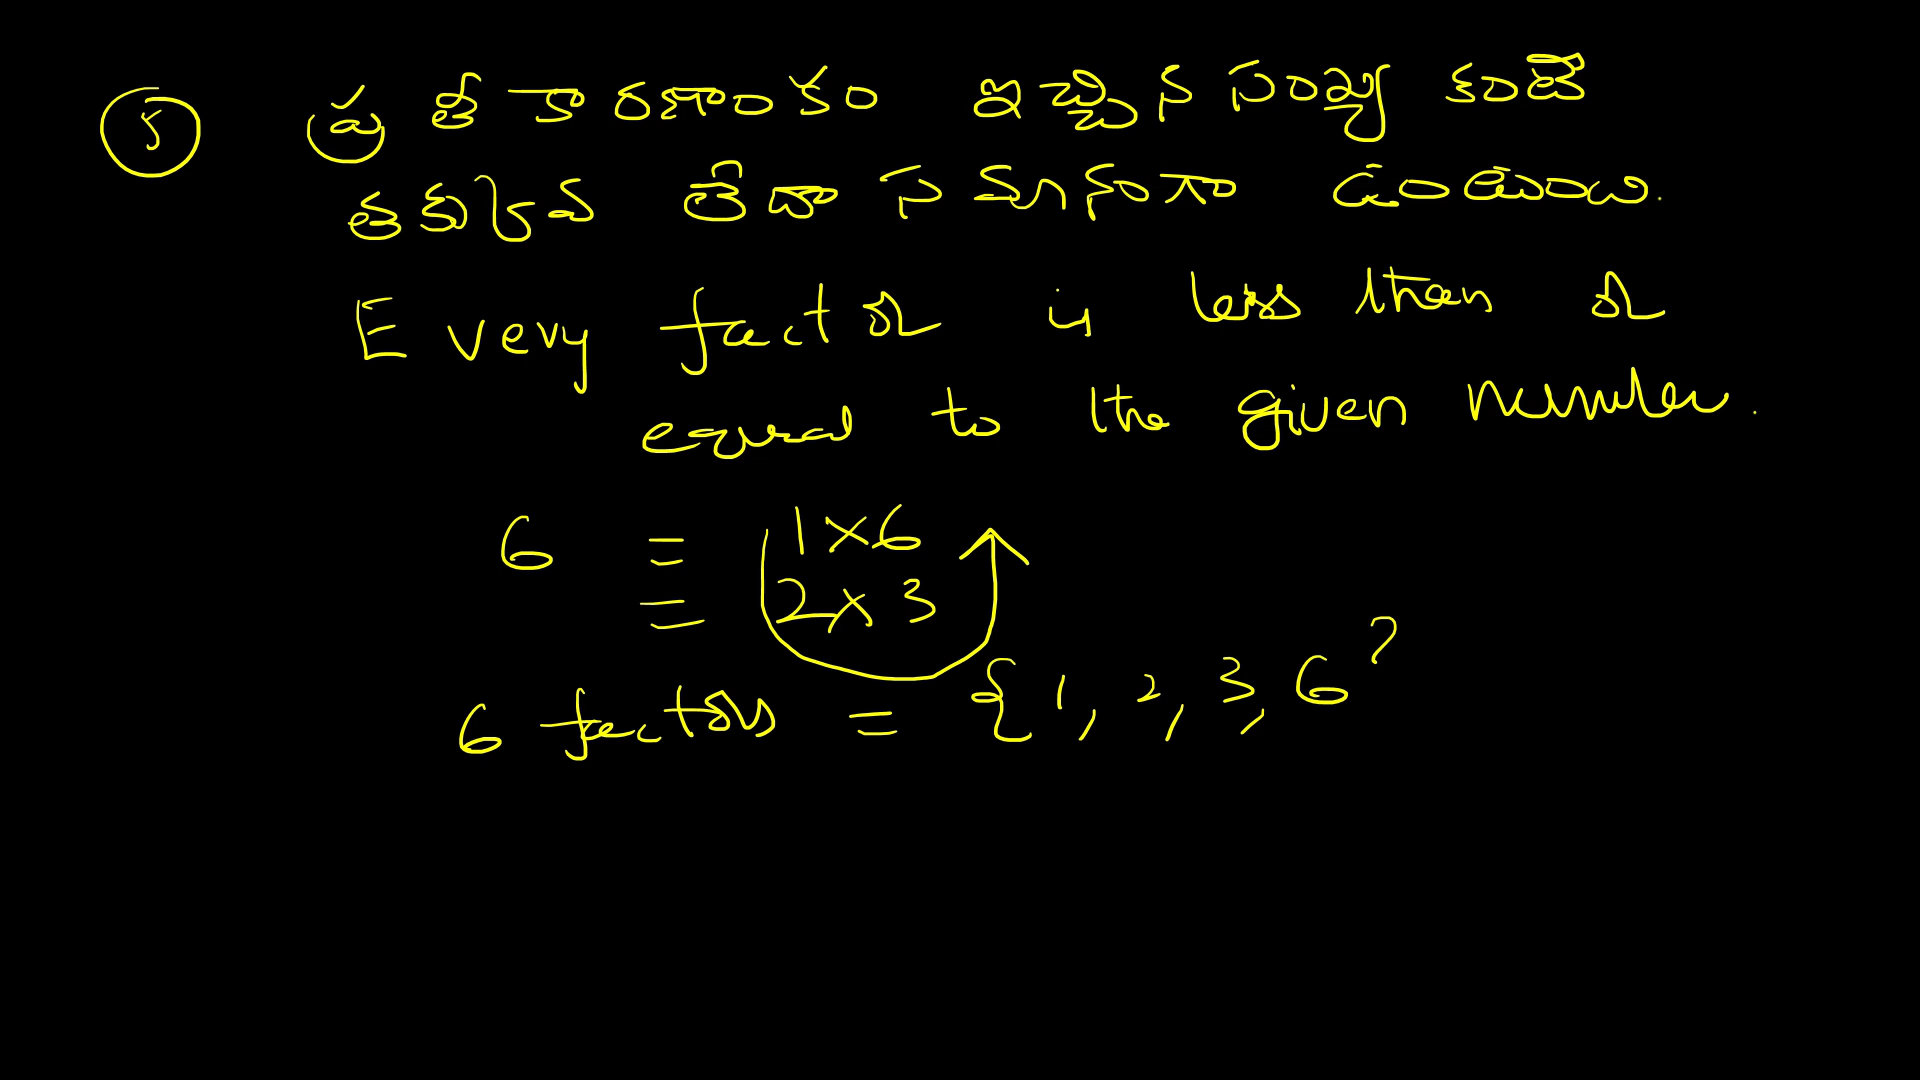 5 ప్రతి కారణాంకం ఇచ్చిన సంఖ్య కంటే
తక్కువ లేదా సమానంగా ఉంటుంది.
Every factor is less than or
equal to the given number.
6 = 1×6
= 2×3
6 factors = {1, 2, 3, 6}